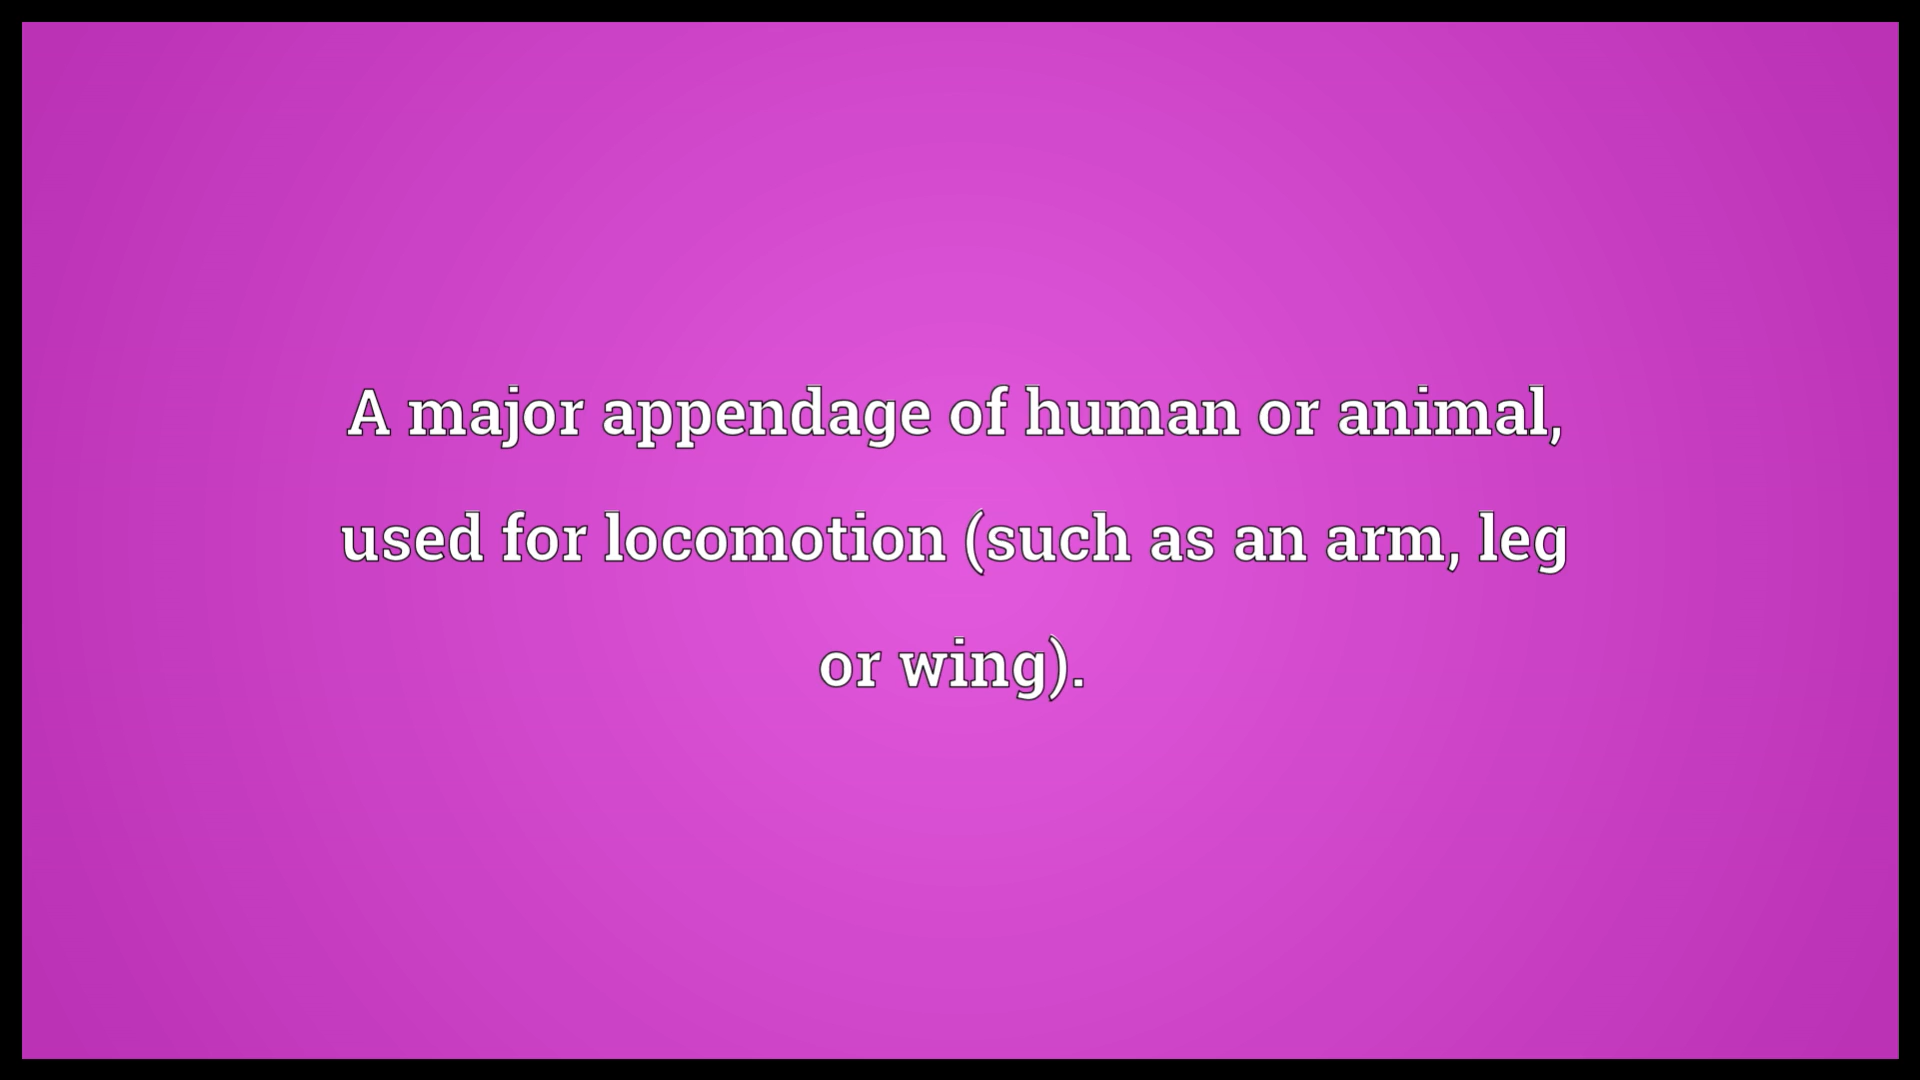 A major appendage of human or animal,
used for locomotion (such as an arm, leg
or wing).